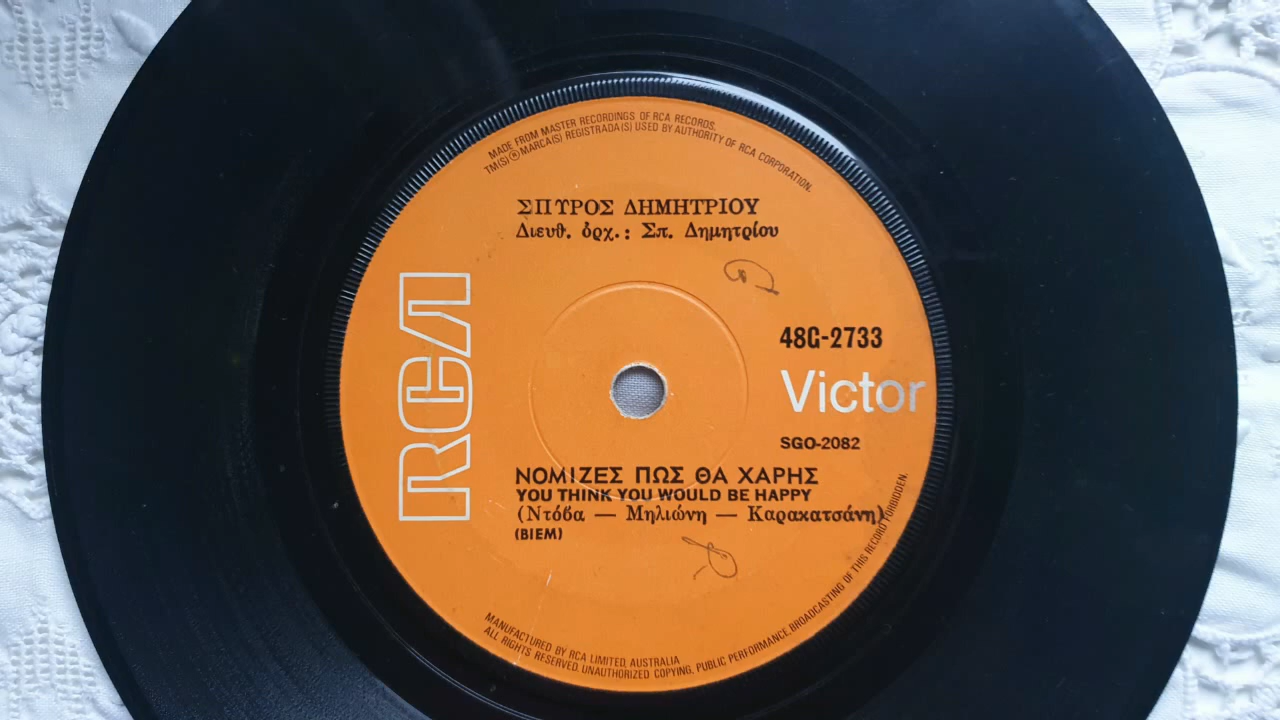 MADE FROM MASTER RECORDINGS OF RCA RECORDS.
TM(S) ® MARCA(S) REGISTRADA(S) USED BY AUTHORITY OF RCA CORPORATION.
ΣΠΥΡΟΣ ΔΗΜΗΤΡΙΟΥ
Διευθ. ὀρχ.: Σπ. Δημητρίου
RCA
48G-2733
Victor
SGO-2082
ΝΟΜΙΖΕΣ ΠΩΣ ΘΑ ΧΑΡΗΣ
YOU THINK YOU WOULD BE HAPPY
(Ντόβα — Μηλιώνη — Καρακατσάνη)
(BIEM)
MANUFACTURED BY RCA LIMITED, AUSTRALIA
ALL RIGHTS RESERVED. UNAUTHORIZED COPYING, PUBLIC PERFORMANCE, BROADCASTING OF THIS RECORD FORBIDDEN.